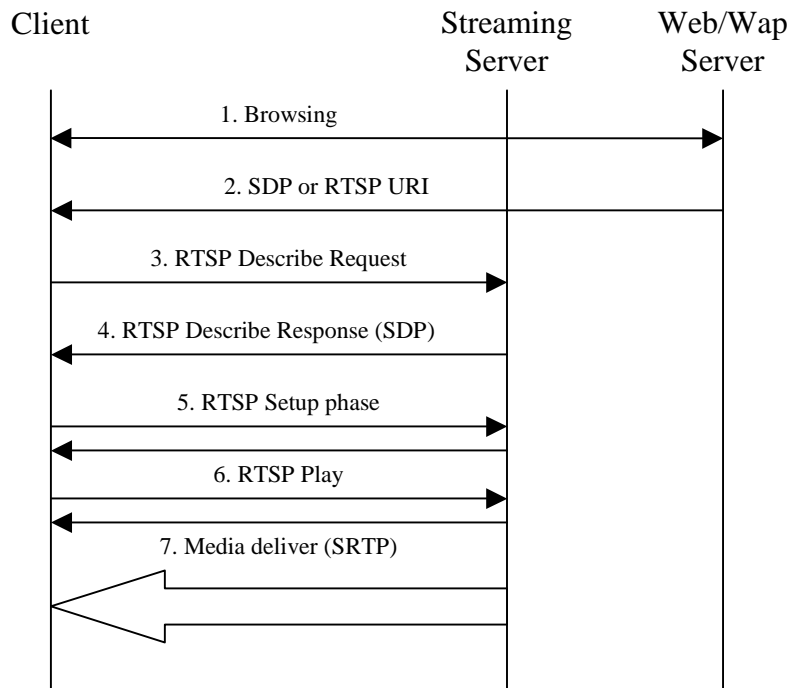 Client
Streaming
Server
Web/Wap
Server
1. Browsing
2. SDP or RTSP URI
3. RTSP Describe Request
4. RTSP Describe Response (SDP)
5. RTSP Setup phase
6. RTSP Play
7. Media deliver (SRTP)